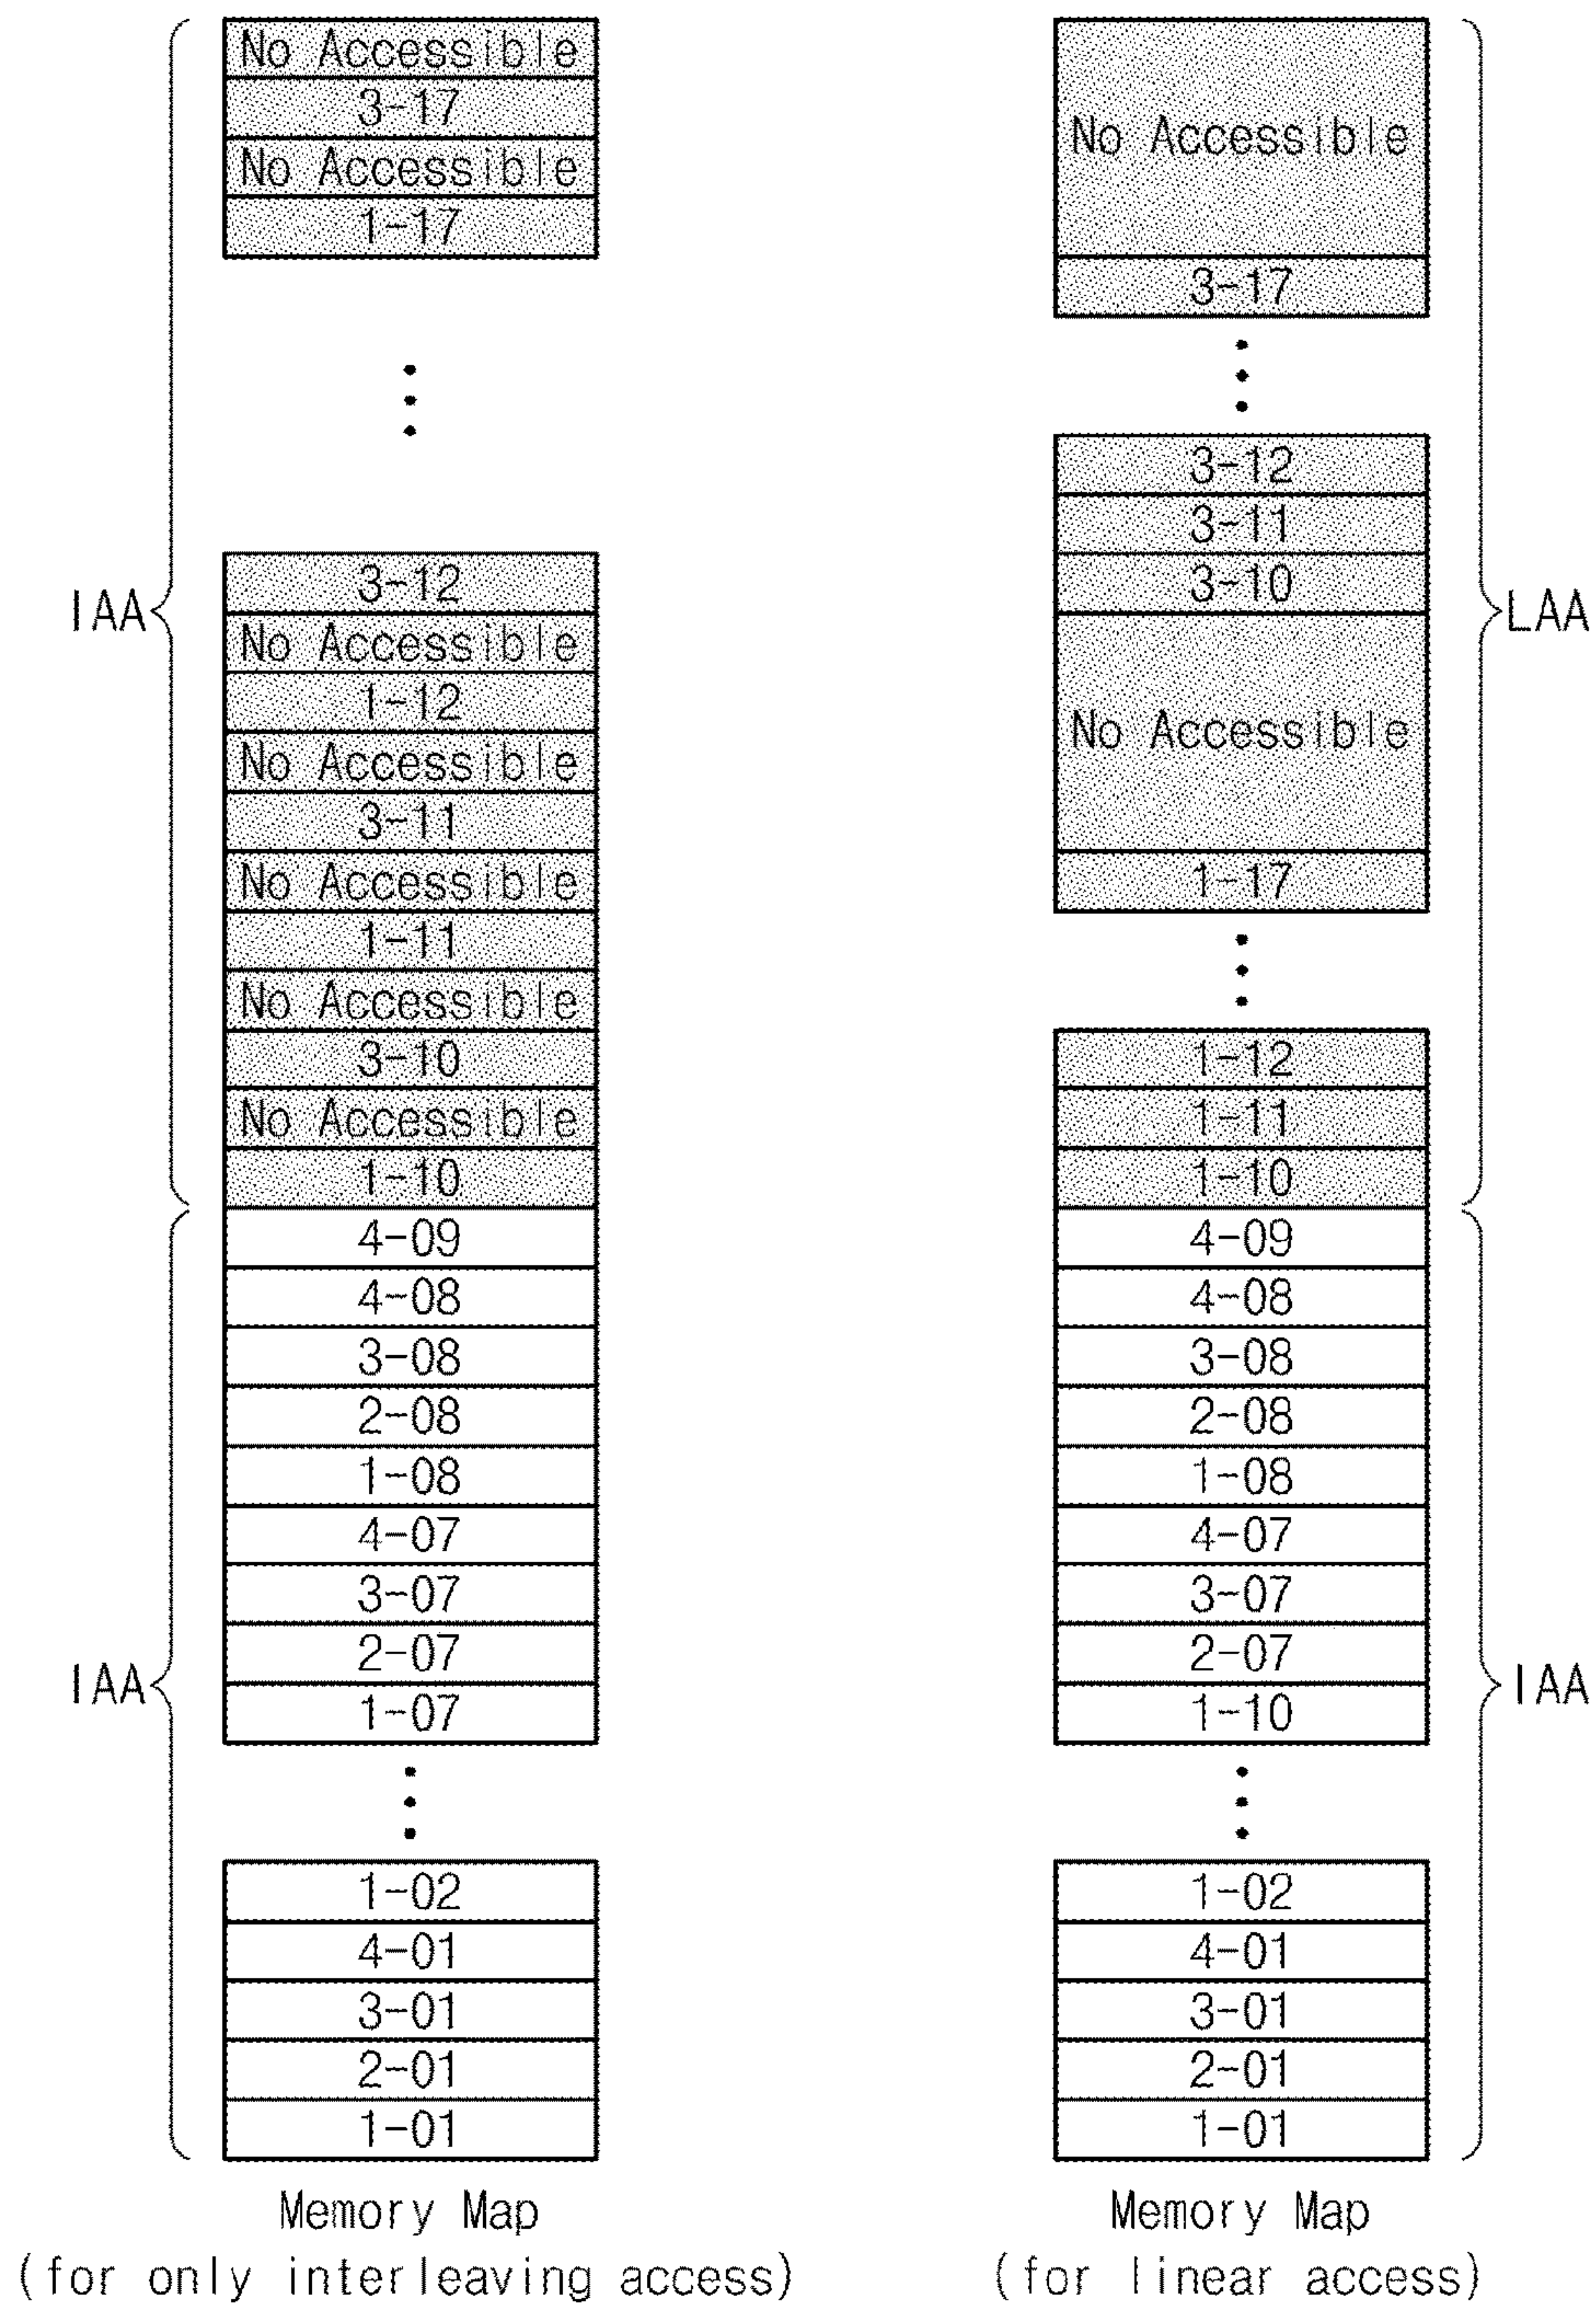 No Accessible
3-17
No Accessible
1-17
IAA
3-12
No Accessible
1-12
No Accessible
3-11
No Accessible
1-11
No Accessible
3-10
No Accessible
1-10
4-09
4-08
3-08
2-08
1-08
4-07
3-07
2-07
1-07
IAA
1-02
4-01
3-01
2-01
1-01
Memory Map
(for only interleaving access)
No Accessible
3-17
3-12
3-11
3-10
LAA
No Accessible
1-17
1-12
1-11
1-10
4-09
4-08
3-08
2-08
1-08
4-07
3-07
2-07
1-10
IAA
1-02
4-01
3-01
2-01
1-01
Memory Map
(for linear access)